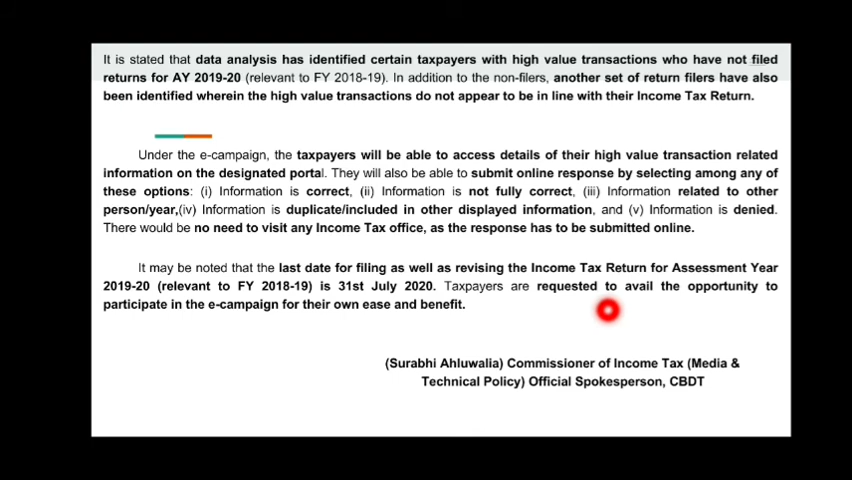 It is stated that data analysis has identified certain taxpayers with high value transactions who have not filed
returns for AY 2019-20 (relevant to FY 2018-19). In addition to the non-filers, another set of return filers have also
been identified wherein the high value transactions do not appear to be in line with their Income Tax Return.
Under the e-campaign, the taxpayers will be able to access details of their high value transaction related
information on the designated portal. They will also be able to submit online response by selecting among any of
these options: (i) Information is correct, (ii) Information is not fully correct, (iii) Information related to other
person/year,(iv) Information is duplicate/included in other displayed information, and (v) Information is denied.
There would be no need to visit any Income Tax office, as the response has to be submitted online.
It may be noted that the last date for filing as well as revising the Income Tax Return for Assessment Year
2019-20 (relevant to FY 2018-19) is 31st July 2020. Taxpayers are requested to avail the opportunity to
participate in the e-campaign for their own ease and benefit.
(Surabhi Ahluwalia) Commissioner of Income Tax (Media &
Technical Policy) Official Spokesperson, CBDT